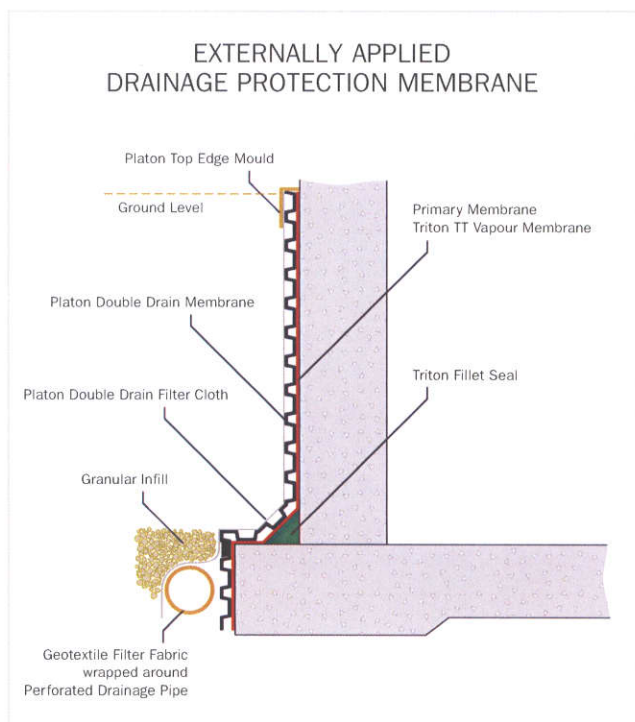 EXTERNALLY APPLIED
DRAINAGE PROTECTION MEMBRANE
Platon Top Edge Mould
Ground Level
Primary Membrane
Triton TT Vapour Membrane
Platon Double Drain Membrane
Triton Fillet Seal
Platon Double Drain Filter Cloth
Granular Infill
Geotextile Filter Fabric
wrapped around
Perforated Drainage Pipe